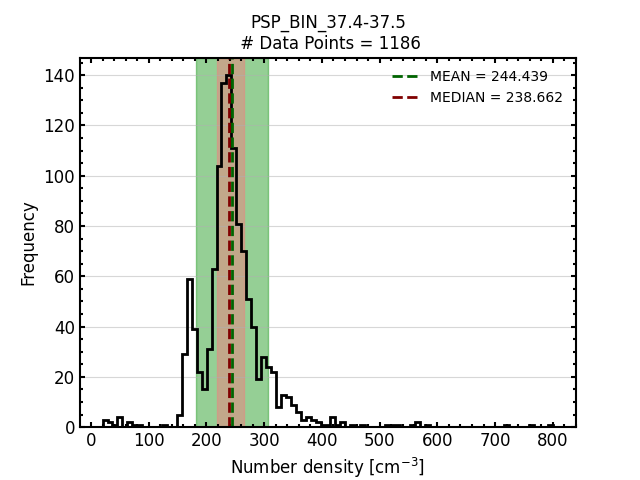 PSP_BIN_37.4-37.5
# Data Points = 1186
MEAN = 244.439
MEDIAN = 238.662
140
120
100
80
60
40
20
0
Frequency
0 100 200 300 400 500 600 700 800
Number density [cm⁻³]